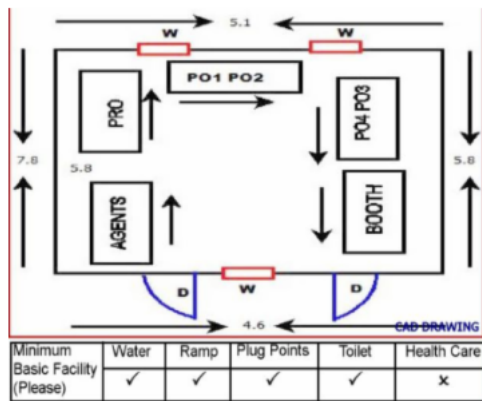 5.1
W W
PO1 PO2
PRO
PO4 PO3
7.8
5.8
5.8
AGENTS
BOOTH
D W D
4.6
CAD DRAWING
Minimum Basic Facility (Please) Water Ramp Plug Points Toilet Health Care
✓ ✓ ✓ ✓ x